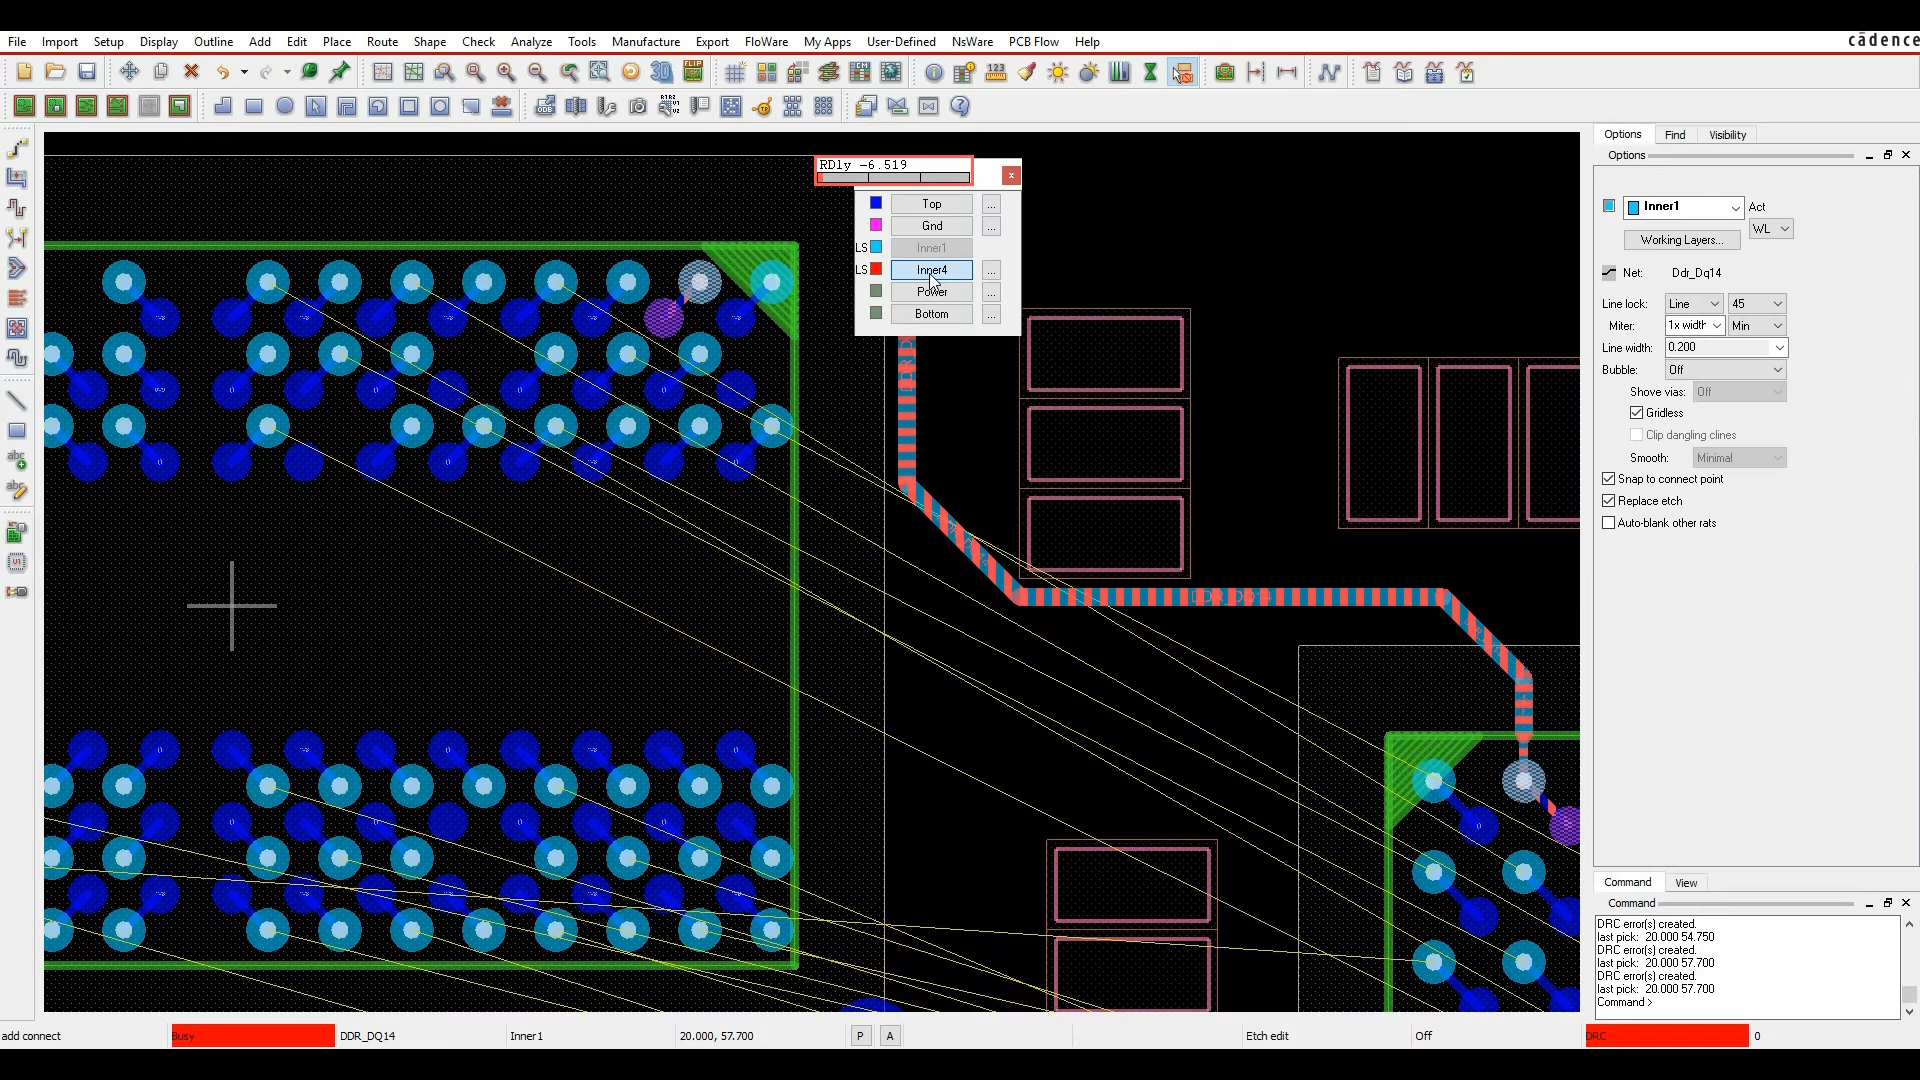 File Import Setup Display Outline Add Edit Place Route Shape Check Analyze Tools Manufacture Export FloWare My Apps User-Defined NsWare PCB Flow Help
cādence
RDly -6.519
Top ...
Gnd ...
LS Inner1
LS Inner4 ...
Power ...
Bottom ...
DDR_DQ14
Options Find Visibility
Options
Inner1 Act
WL
Working Layers...
Net: Ddr_Dq14
Line lock: Line 45
Miter: 1x width Min
Line width: 0.200
Bubble: Off
Shove vias: Off
Gridless
Clip dangling clines
Smooth: Minimal
Snap to connect point
Replace etch
Auto-blank other rats
Command View
Command
DRC error(s) created.
last pick: 20.000 54.750
DRC error(s) created.
last pick: 20.000 57.700
DRC error(s) created.
last pick: 20.000 57.700
Command >
add connect Busy DDR_DQ14 Inner1 20.000, 57.700 P A Etch edit Off DRC 0